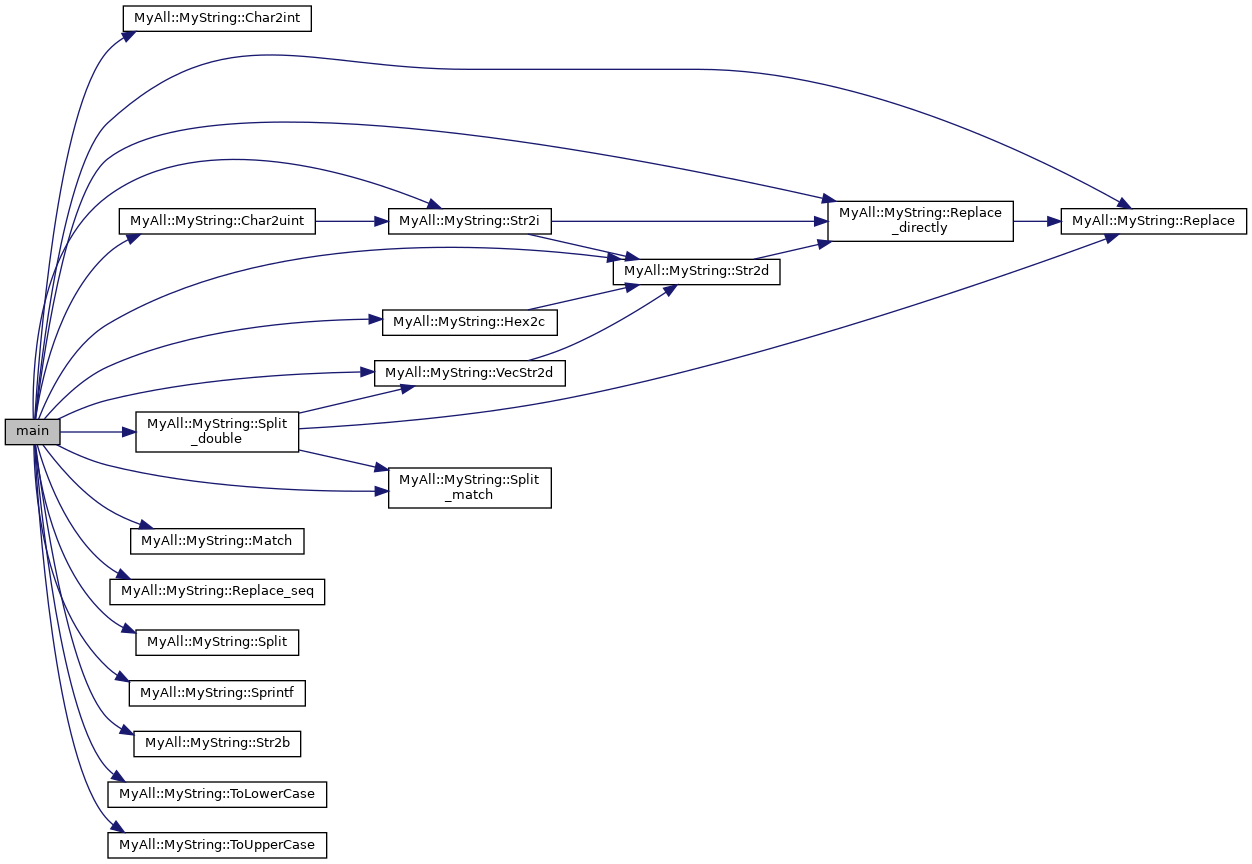 MyAll::MyString::Char2int
MyAll::MyString::Char2uint
MyAll::MyString::Str2i
MyAll::MyString::Replace
_directly
MyAll::MyString::Replace
MyAll::MyString::Str2d
MyAll::MyString::Hex2c
MyAll::MyString::VecStr2d
main
MyAll::MyString::Split
_double
MyAll::MyString::Split
_match
MyAll::MyString::Match
MyAll::MyString::Replace_seq
MyAll::MyString::Split
MyAll::MyString::Sprintf
MyAll::MyString::Str2b
MyAll::MyString::ToLowerCase
MyAll::MyString::ToUpperCase